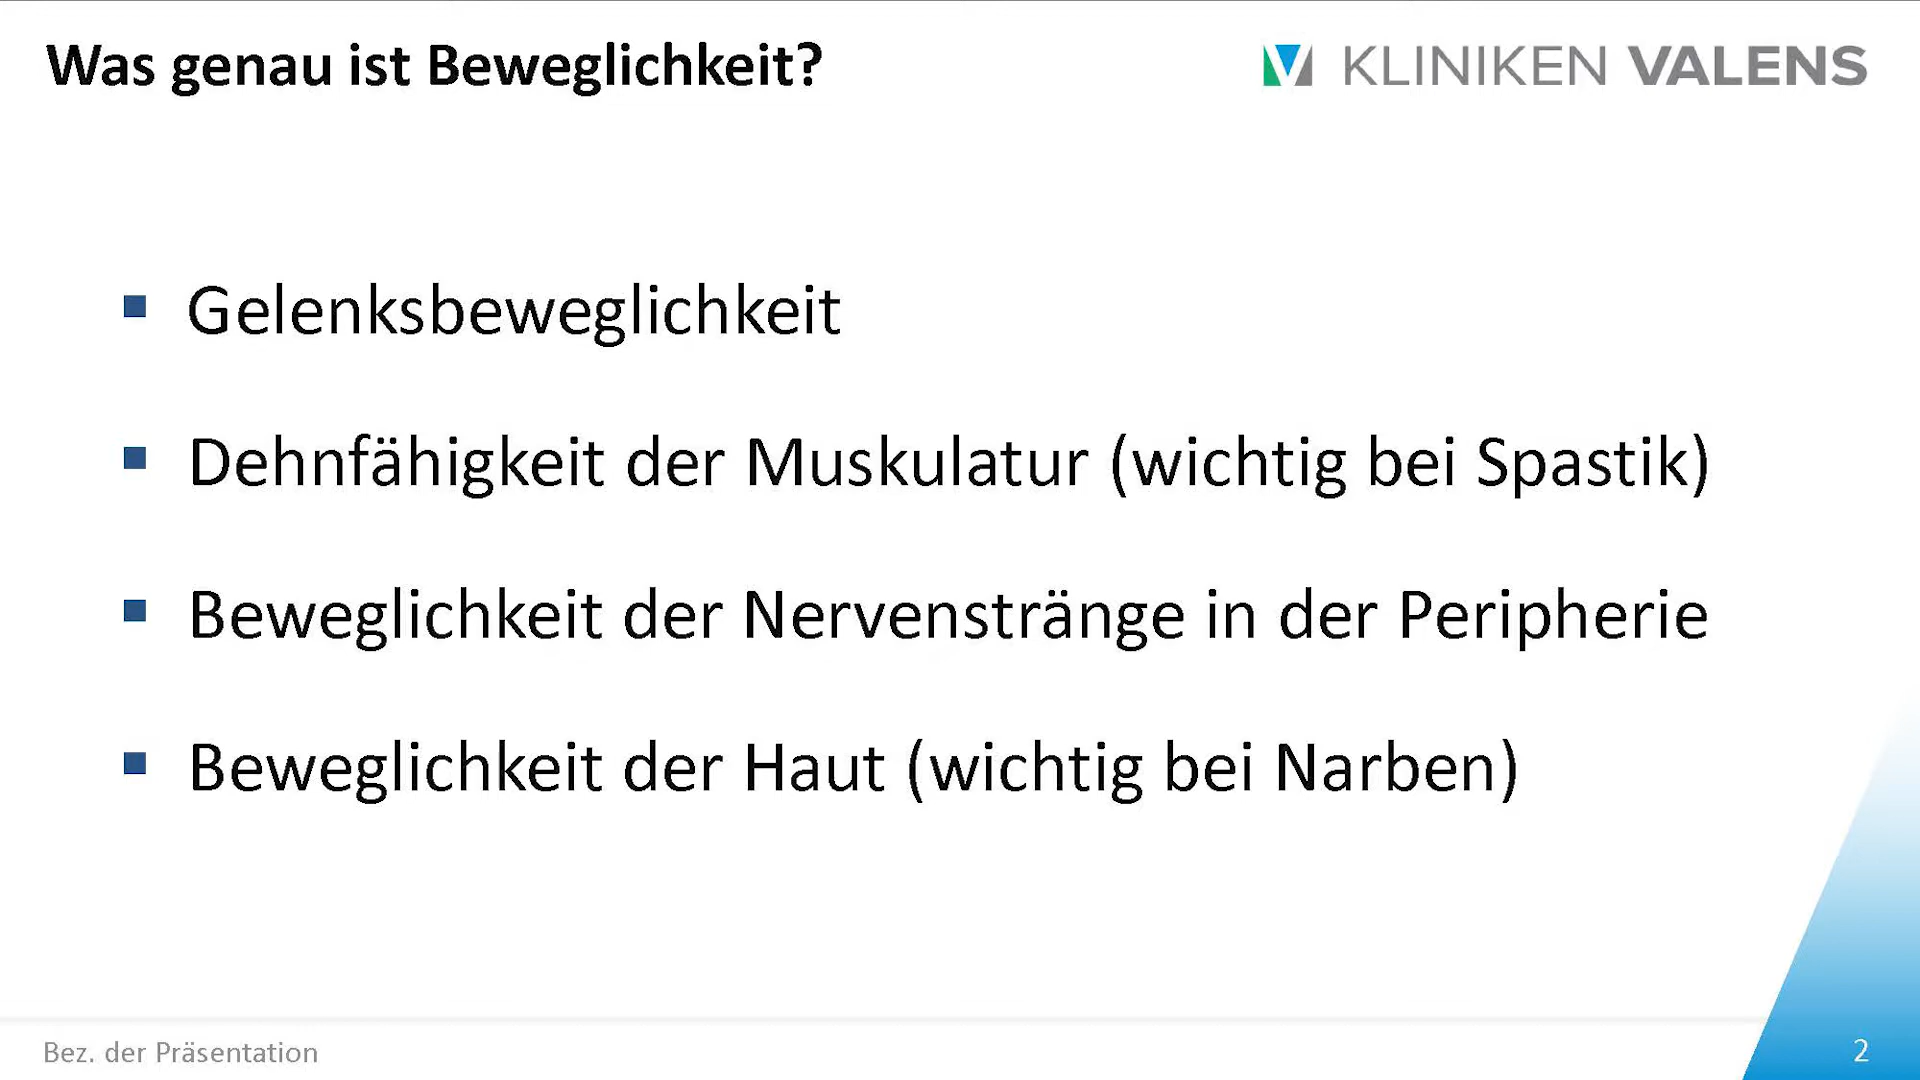 Was genau ist Beweglichkeit?
KLINIKEN VALENS
Gelenksbeweglichkeit
Dehnfähigkeit der Muskulatur (wichtig bei Spastik)
Beweglichkeit der Nervenstränge in der Peripherie
Beweglichkeit der Haut (wichtig bei Narben)
Bez. der Präsentation
2